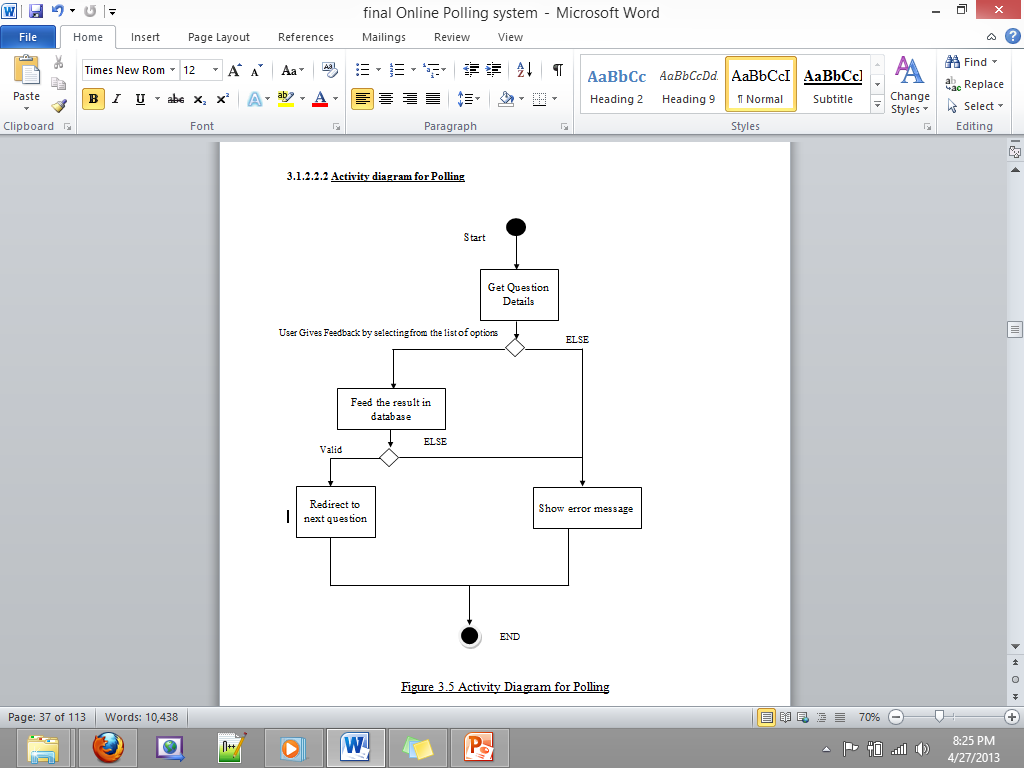 final Online Polling system - Microsoft Word
File Home Insert Page Layout References Mailings Review View
Times New Rom 12
Paste
Clipboard Font Paragraph Styles Editing
AaBbCc AaBbCcDd. AaBbCcI AaBbCcI
Heading 2 Heading 9 ¶ Normal Subtitle
Change Styles
Find
Replace
Select
3.1.2.2.2 Activity diagram for Polling
Start
Get Question
Details
User Gives Feedback by selecting from the list of options
ELSE
Feed the result in
database
ELSE
Valid
Redirect to
next question
Show error message
END
Figure 3.5 Activity Diagram for Polling
Page: 37 of 113 Words: 10,438 70%
8:25 PM
4/27/2013